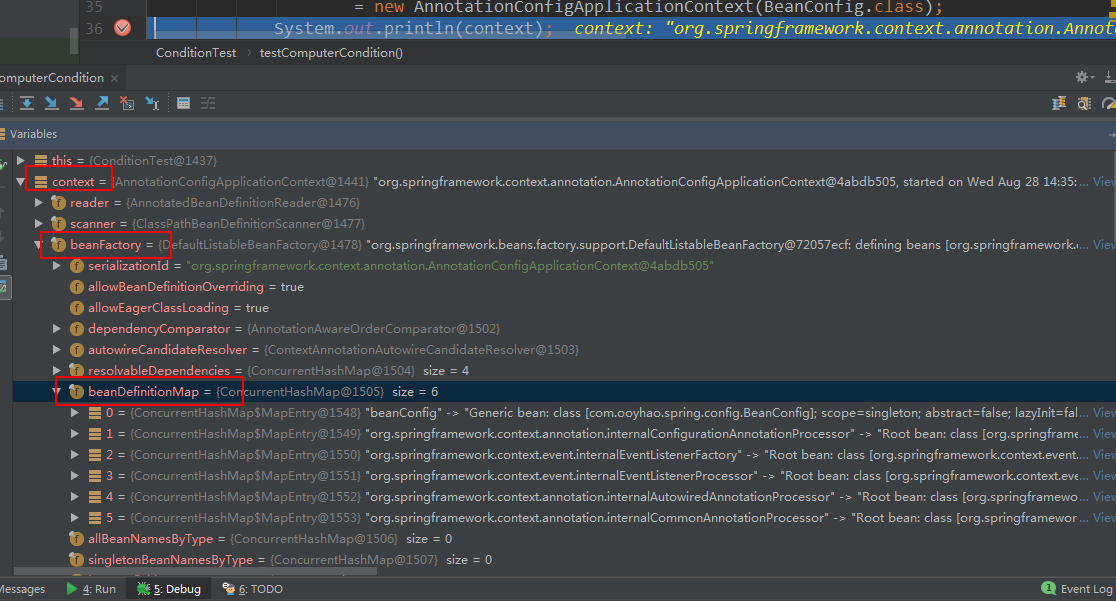 35 = new AnnotationConfigApplicationContext(BeanConfig.class);
36 System.out.println(context); context: "org.springframework.context.annotation.Annota
ConditionTest › testComputerCondition()
omputerCondition ×
Variables
this = {ConditionTest@1437}
context = {AnnotationConfigApplicationContext@1441} "org.springframework.context.annotation.AnnotationConfigApplicationContext@4abdb505, started on Wed Aug 28 14:35:... View
reader = {AnnotatedBeanDefinitionReader@1476}
scanner = {ClassPathBeanDefinitionScanner@1477}
beanFactory = {DefaultListableBeanFactory@1478} "org.springframework.beans.factory.support.DefaultListableBeanFactory@72057ecf: defining beans [org.springframework.c... View
serializationId = "org.springframework.context.annotation.AnnotationConfigApplicationContext@4abdb505"
allowBeanDefinitionOverriding = true
allowEagerClassLoading = true
dependencyComparator = {AnnotationAwareOrderComparator@1502}
autowireCandidateResolver = {ContextAnnotationAutowireCandidateResolver@1503}
resolvableDependencies = {ConcurrentHashMap@1504} size = 4
beanDefinitionMap = {ConcurrentHashMap@1505} size = 6
0 = {ConcurrentHashMap$MapEntry@1548} "beanConfig" -> "Generic bean: class [com.ooyhao.spring.config.BeanConfig]; scope=singleton; abstract=false; lazyInit=fal... View
1 = {ConcurrentHashMap$MapEntry@1549} "org.springframework.context.annotation.internalConfigurationAnnotationProcessor" -> "Root bean: class [org.springframe... View
2 = {ConcurrentHashMap$MapEntry@1550} "org.springframework.context.event.internalEventListenerFactory" -> "Root bean: class [org.springframework.context.event.... View
3 = {ConcurrentHashMap$MapEntry@1551} "org.springframework.context.event.internalEventListenerProcessor" -> "Root bean: class [org.springframework.context.eve... View
4 = {ConcurrentHashMap$MapEntry@1552} "org.springframework.context.annotation.internalAutowiredAnnotationProcessor" -> "Root bean: class [org.springframewo... View
5 = {ConcurrentHashMap$MapEntry@1553} "org.springframework.context.annotation.internalCommonAnnotationProcessor" -> "Root bean: class [org.springframewor... View
allBeanNamesByType = {ConcurrentHashMap@1506} size = 0
singletonBeanNamesByType = {ConcurrentHashMap@1507} size = 0
Messages 4: Run 5: Debug 6: TODO 1 Event Log